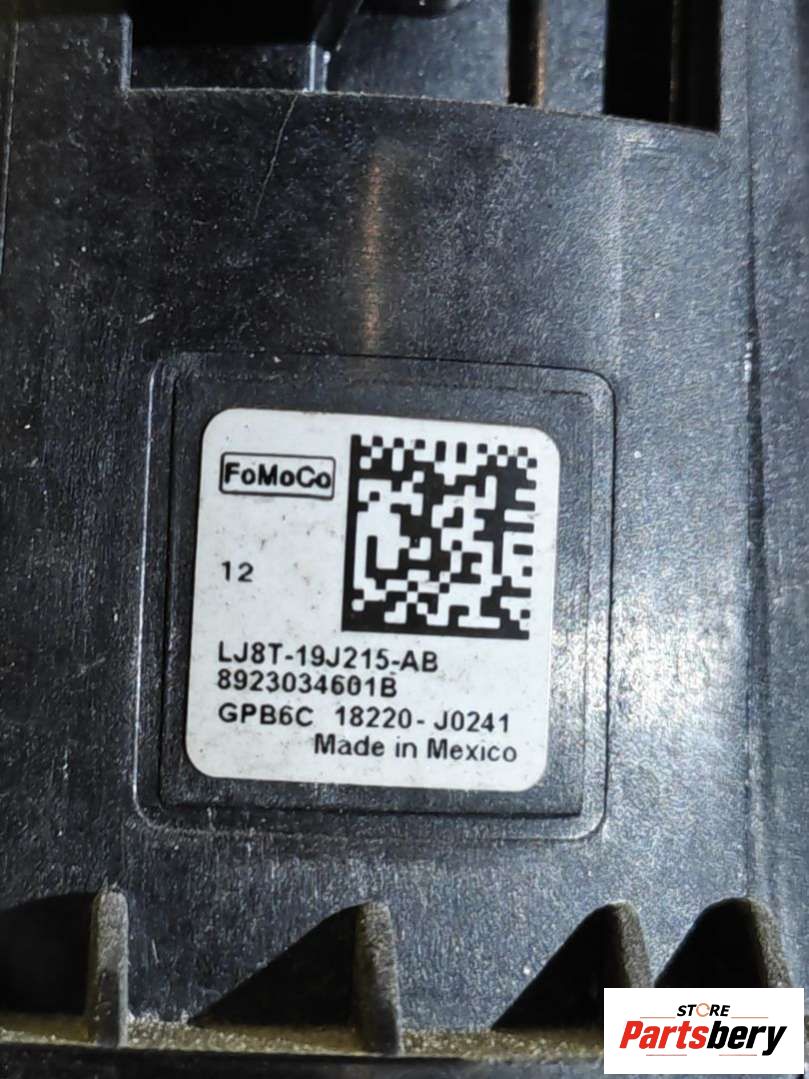 FoMoCo
12
LJ8T-19J215-AB
8923034601B
GPB6C 18220- J0241
Made in Mexico
STORE
Partsbery